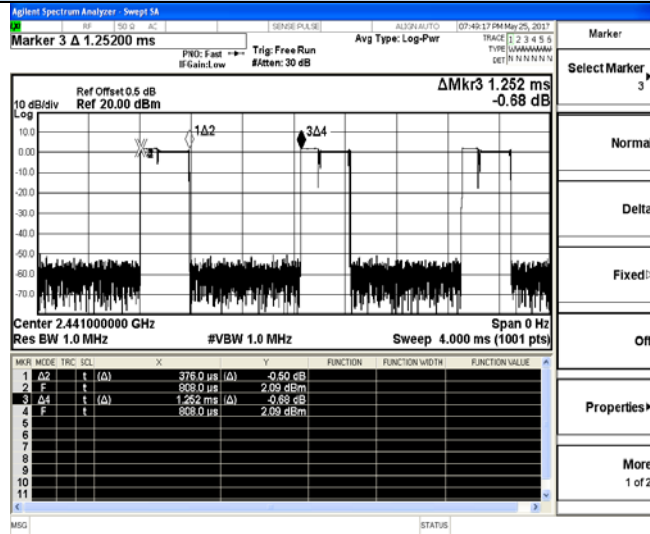 Agilent Spectrum Analyzer - Swept SA
RF 50 Ω AC SENSE:PULSE ALIGN AUTO 07:49:17 PM May 25, 2017
Marker 3 Δ 1.25200 ms
PNO: Fast
IFGain:Low
Trig: Free Run
#Atten: 30 dB
Avg Type: Log-Pwr
TRACE 1 2 3 4 5 6
TYPE
DET N N N N N N
Ref Offset 0.5 dB
10 dB/div Ref 20.00 dBm
ΔMkr3 1.252 ms
-0.68 dB
Log
10.0
0.00
-10.0
-20.0
-30.0
-40.0
-50.0
-60.0
-70.0
1Δ2
3Δ4
Center 2.441000000 GHz Span 0 Hz
Res BW 1.0 MHz #VBW 1.0 MHz Sweep 4.000 ms (1001 pts)
MKR MODE TRC SCL X Y FUNCTION FUNCTION WIDTH FUNCTION VALUE
1 Δ2 t (Δ) 376.0 µs (Δ) -0.50 dB
2 F t 808.0 µs 2.09 dBm
3 Δ4 t (Δ) 1.252 ms (Δ) -0.68 dB
4 F t 808.0 µs 2.09 dBm
5
6
7
8
9
10
11
MSG STATUS
Marker
Select Marker
3
Normal
Delta
Fixed
Off
Properties
More
1 of 2